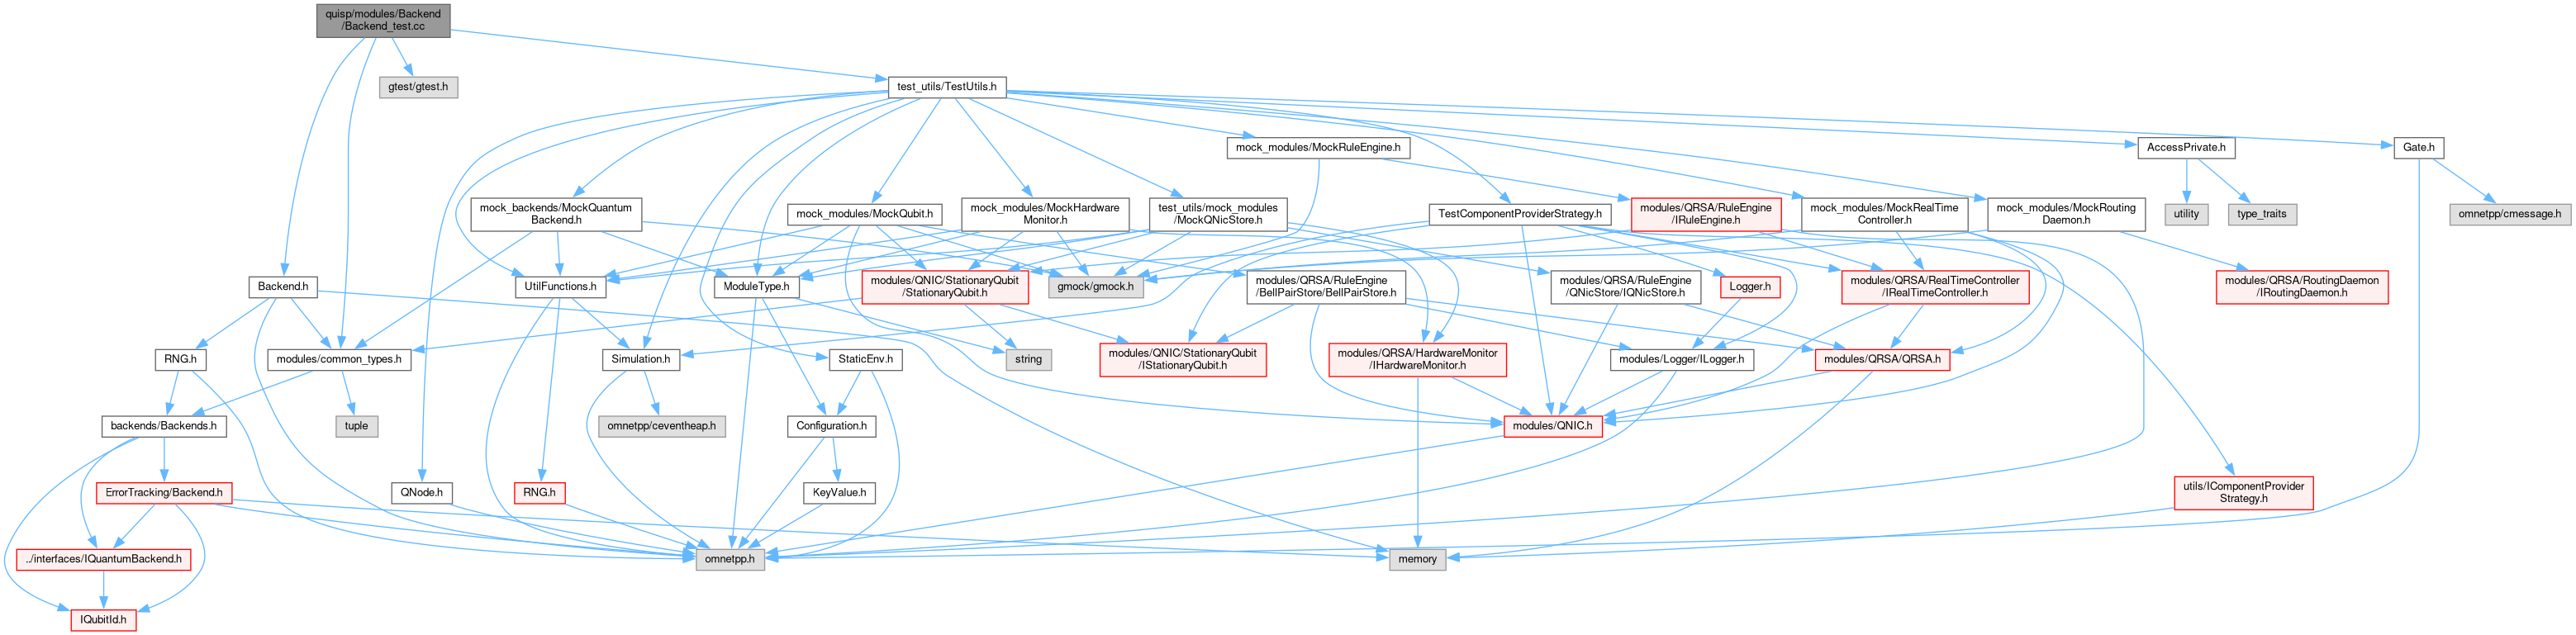 quisp/modules/Backend
/Backend_test.cc
gtest/gtest.h
test_utils/TestUtils.h
mock_modules/MockRuleEngine.h
AccessPrivate.h
Gate.h
mock_backends/MockQuantum
Backend.h
mock_modules/MockQubit.h
mock_modules/MockHardware
Monitor.h
test_utils/mock_modules
/MockQNicStore.h
TestComponentProviderStrategy.h
modules/QRSA/RuleEngine
/IRuleEngine.h
mock_modules/MockRealTime
Controller.h
mock_modules/MockRouting
Daemon.h
utility
type_traits
omnetpp/cmessage.h
Backend.h
UtilFunctions.h
ModuleType.h
modules/QNIC/StationaryQubit
/StationaryQubit.h
gmock/gmock.h
modules/QRSA/RuleEngine
/BellPairStore/BellPairStore.h
modules/QRSA/RuleEngine
/QNicStore/IQNicStore.h
Logger.h
modules/QRSA/RealTimeController
/IRealTimeController.h
modules/QRSA/RoutingDaemon
/IRoutingDaemon.h
RNG.h
modules/common_types.h
Simulation.h
StaticEnv.h
string
modules/QNIC/StationaryQubit
/IStationaryQubit.h
modules/QRSA/HardwareMonitor
/IHardwareMonitor.h
modules/Logger/ILogger.h
modules/QRSA/QRSA.h
backends/Backends.h
tuple
omnetpp/ceventheap.h
Configuration.h
modules/QNIC.h
ErrorTracking/Backend.h
QNode.h
RNG.h
KeyValue.h
utils/IComponentProvider
Strategy.h
../interfaces/IQuantumBackend.h
omnetpp.h
memory
IQubitId.h